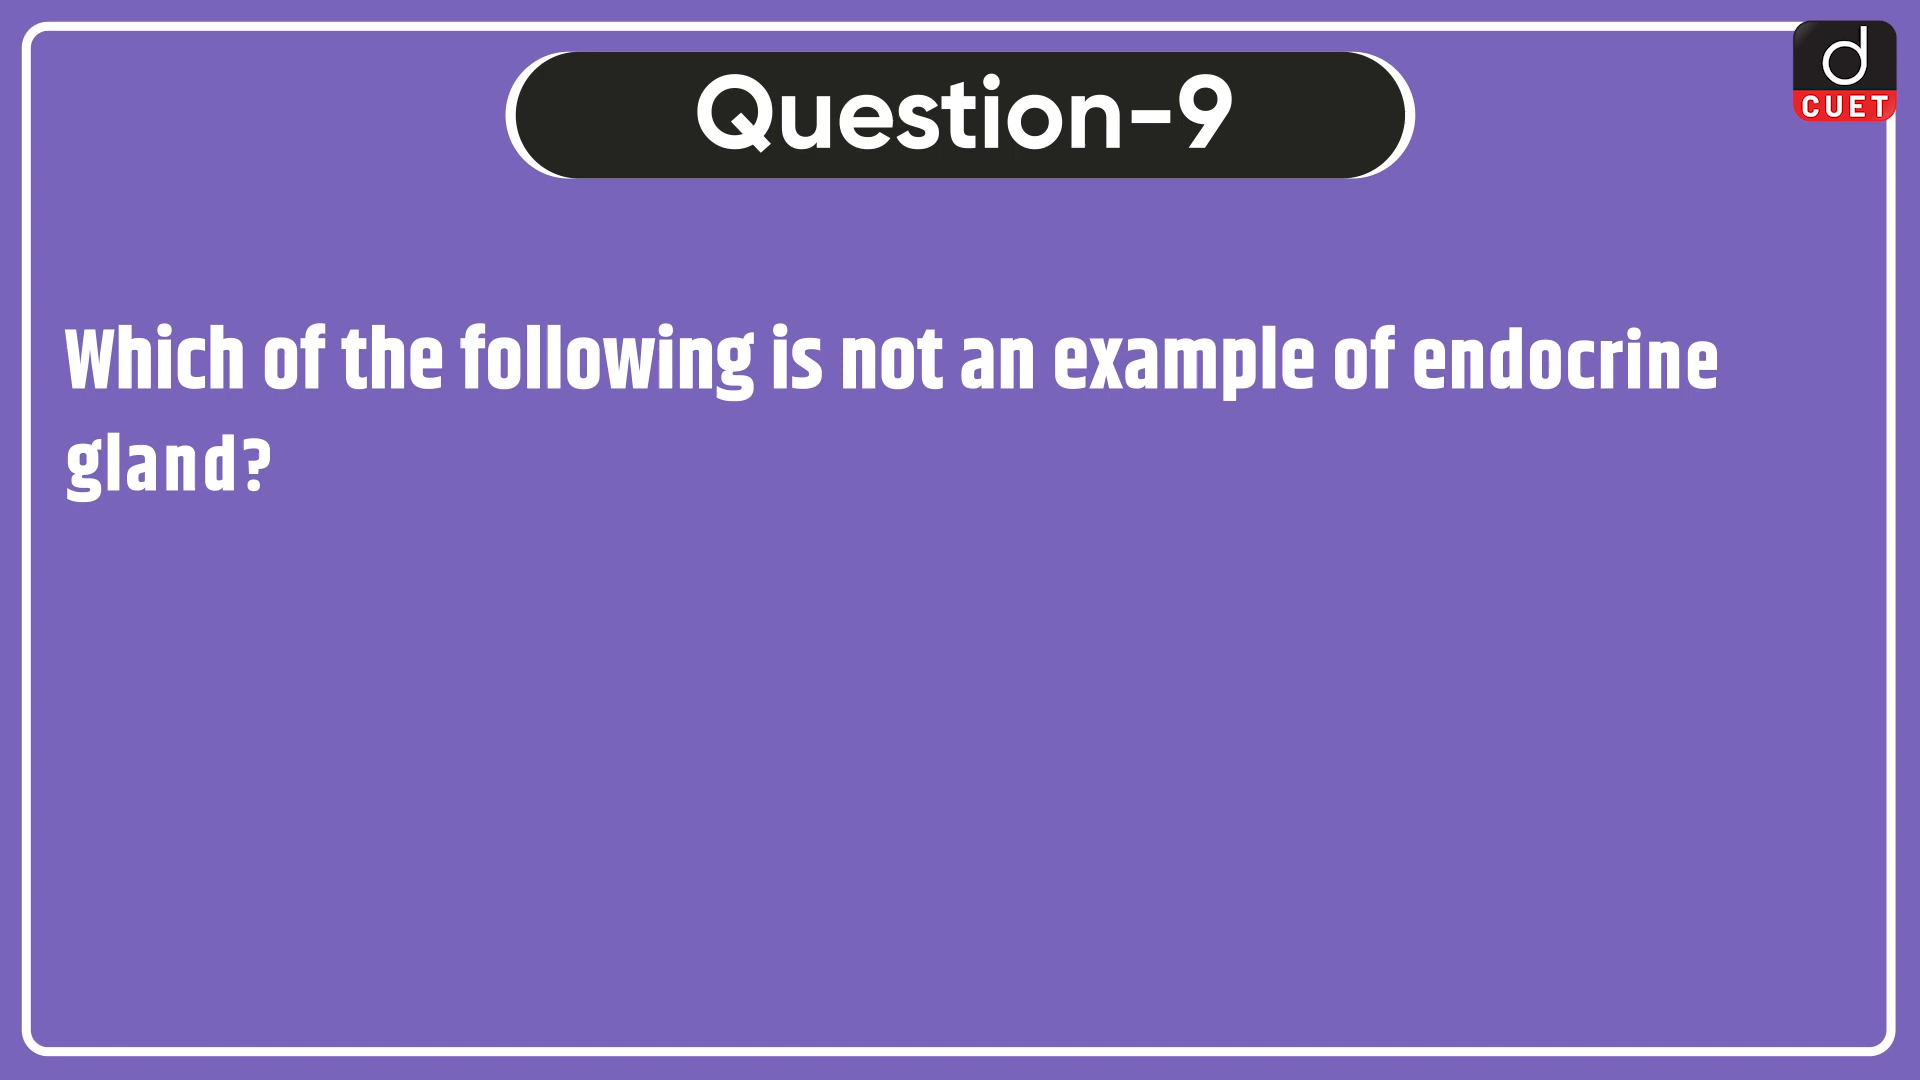 Question-9
d
CUET
Which of the following is not an example of endocrine
gland?